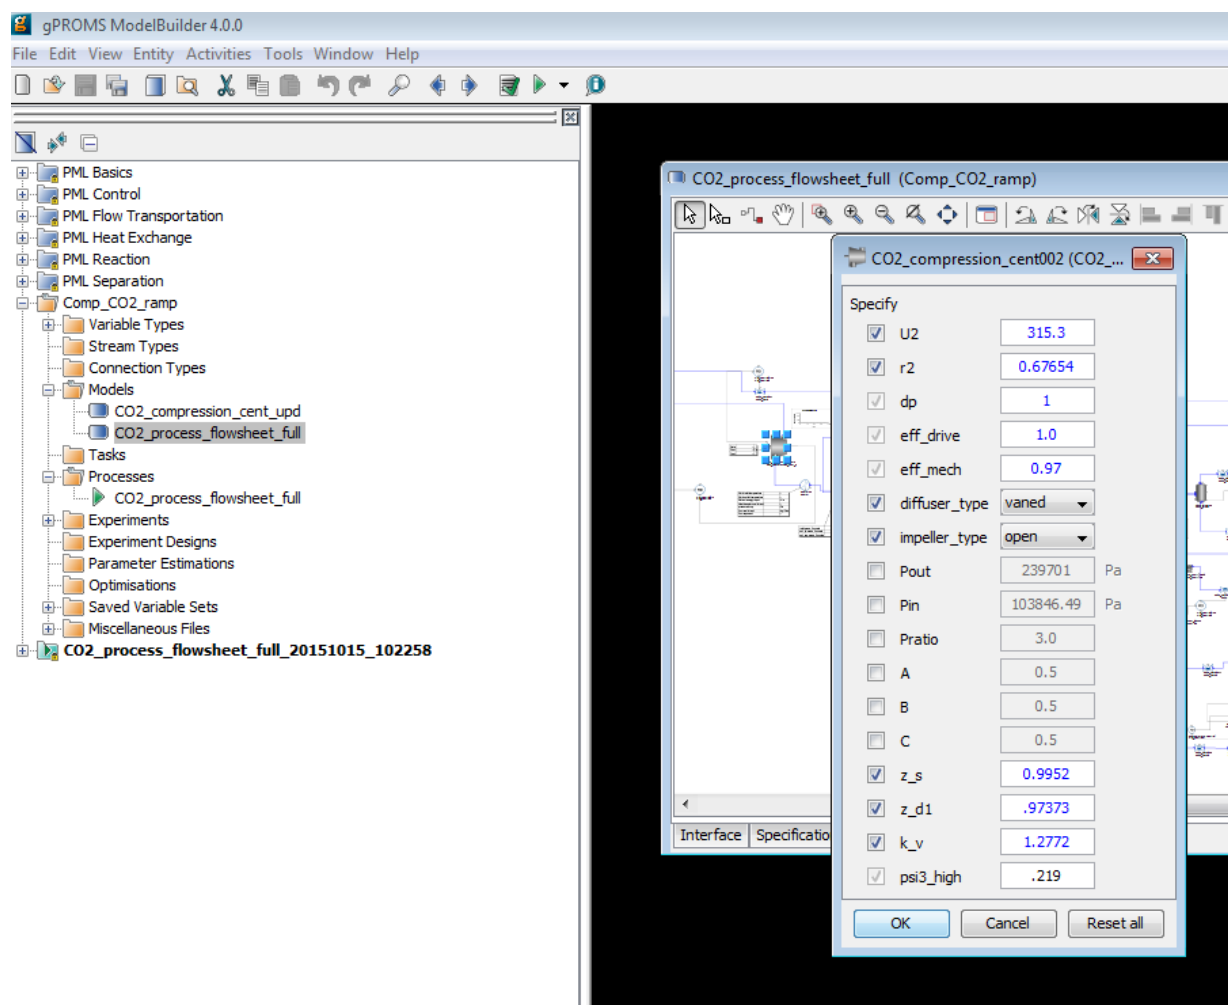 gPROMS ModelBuilder 4.0.0
File Edit View Entity Activities Tools Window Help
PML Basics
PML Control
PML Flow Transportation
PML Heat Exchange
PML Reaction
PML Separation
Comp_CO2_ramp
Variable Types
Stream Types
Connection Types
Models
CO2_compression_cent_upd
CO2_process_flowsheet_full
Tasks
Processes
CO2_process_flowsheet_full
Experiments
Experiment Designs
Parameter Estimations
Optimisations
Saved Variable Sets
Miscellaneous Files
CO2_process_flowsheet_full_20151015_102258
CO2_process_flowsheet_full (Comp_CO2_ramp)
Interface Specificatio
CO2_compression_cent002 (CO2_...
Specify
U2 315.3
r2 0.67654
dp 1
eff_drive 1.0
eff_mech 0.97
diffuser_type vaned
impeller_type open
Pout 239701 Pa
Pin 103846.49 Pa
Pratio 3.0
A 0.5
B 0.5
C 0.5
z_s 0.9952
z_d1 .97373
k_v 1.2772
psi3_high .219
OK Cancel Reset all